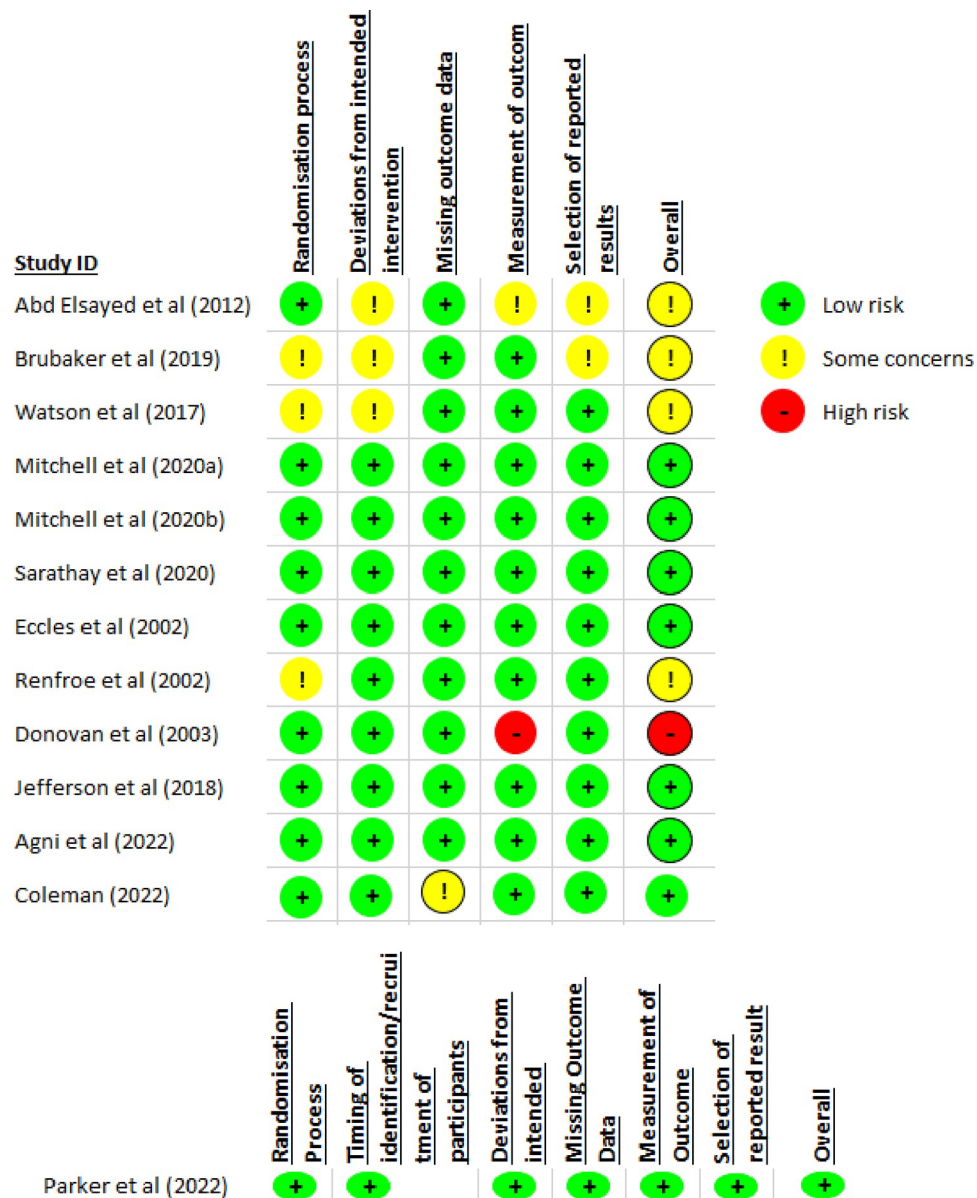 Randomisation process
Deviations from intended
intervention
Missing outcome data
Measurement of outcom
Selection of reported
results
Overall
Study ID
Abd Elsayed et al (2012) + ! + ! ! !
Brubaker et al (2019) ! ! + + ! !
Watson et al (2017) ! ! + + + !
Mitchell et al (2020a) + + + + + +
Mitchell et al (2020b) + + + + + +
Sarathay et al (2020) + + + + + +
Eccles et al (2002) + + + + + +
Renfroe et al (2002) ! + + + + !
Donovan et al (2003) + + + - + -
Jefferson et al (2018) + + + + + +
Agni et al (2022) + + + + + +
Coleman (2022) + + ! + + +
+ Low risk
! Some concerns
- High risk
Randomisation
Process
Timing of
identification/recrui
tment of
participants
Deviations from
intended
Missing Outcome
Data
Measurement of
Outcome
Selection of
reported result
Overall
Parker et al (2022) + + + + + + +